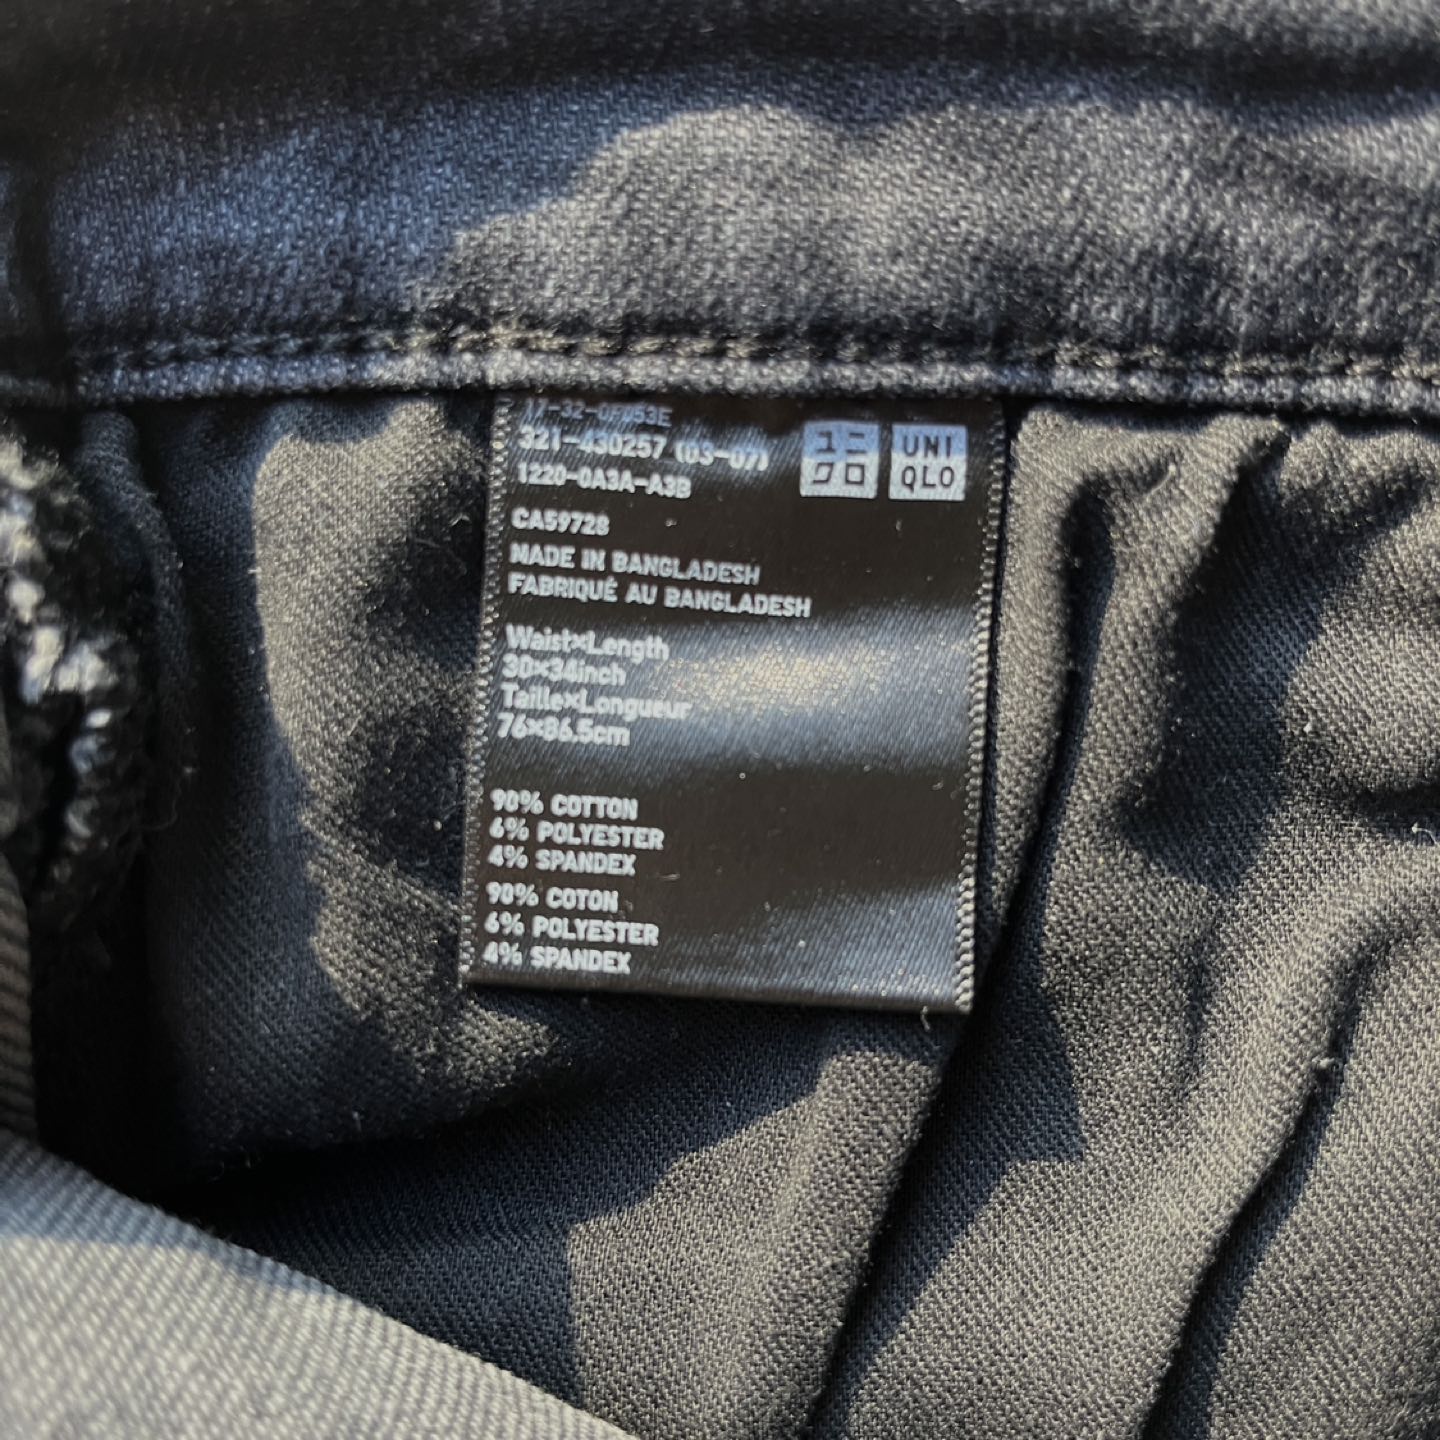 321-430257 (03-07)
1220-0A3A-A3B
ユニ
クロ
UNI
QLO
CA59728
MADE IN BANGLADESH
FABRIQUÉ AU BANGLADESH
Waist×Length
30×34inch
Taille×Longueur
76×86.5cm
90% COTTON
6% POLYESTER
4% SPANDEX
90% COTON
6% POLYESTER
4% SPANDEX